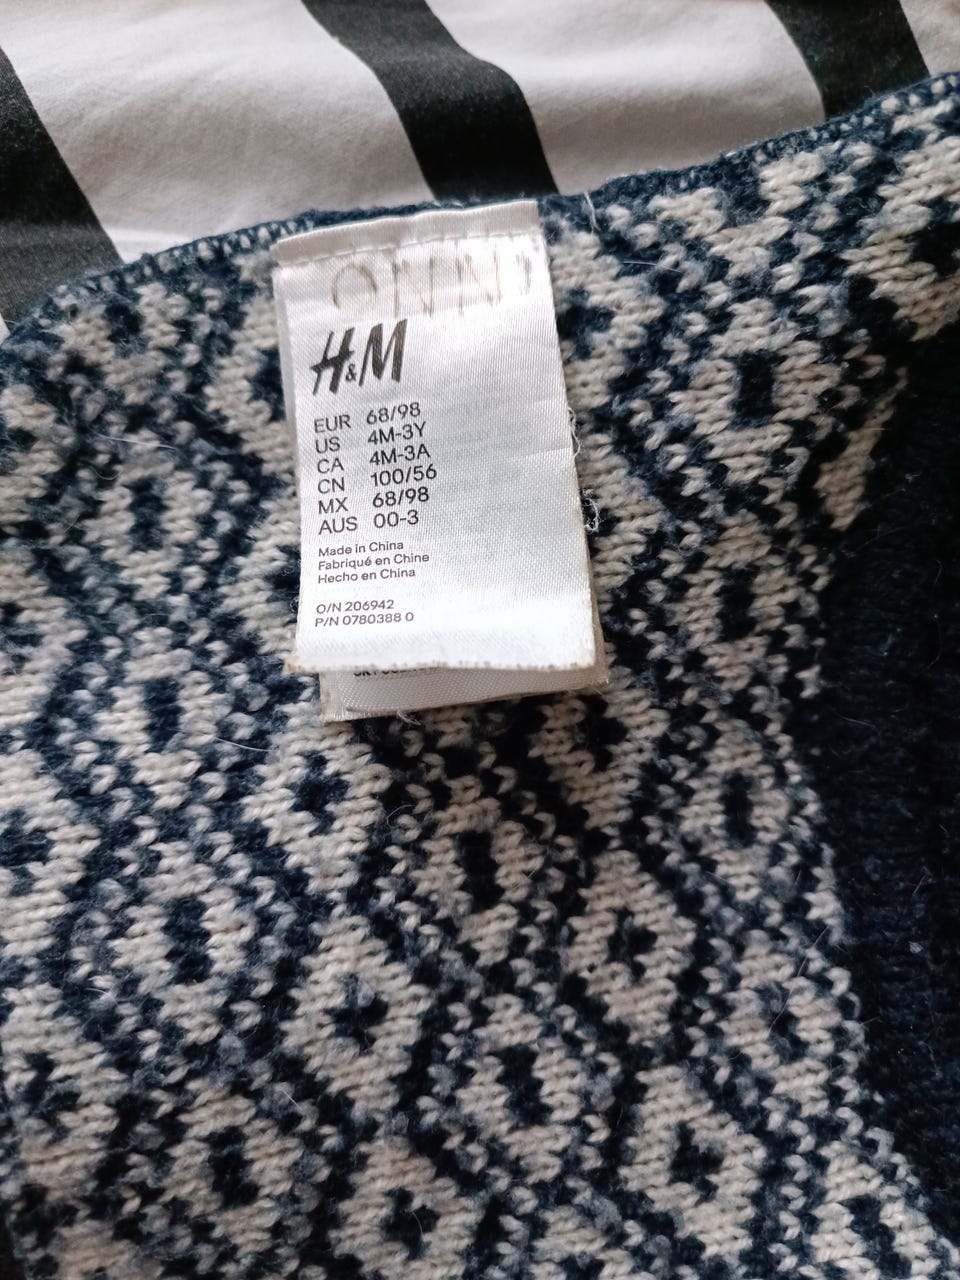 ONNI
H&M
EUR 68/98
US 4M-3Y
CA 4M-3A
CN 100/56
MX 68/98
AUS 00-3
Made in China
Fabriqué en Chine
Hecho en China
O/N 206942
P/N 0780388 0